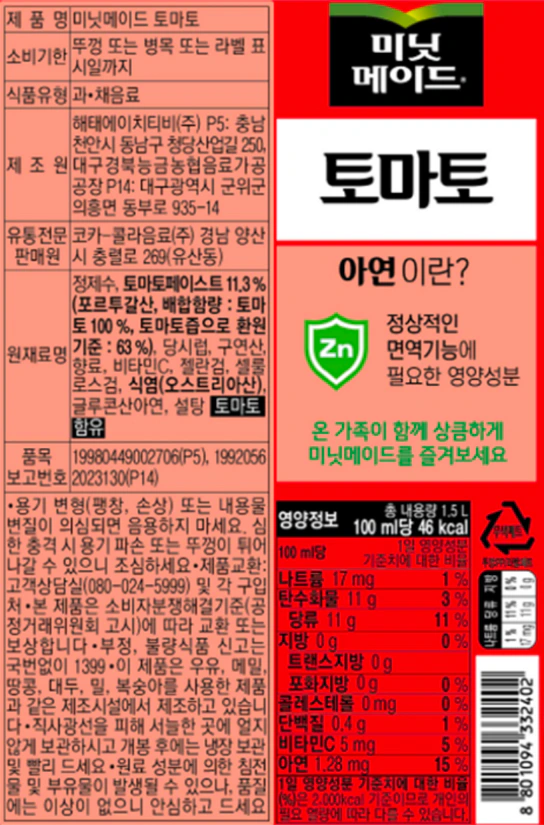 제 품 명 미닛메이드 토마토
소비기한 뚜껑 또는 병목 또는 라벨 표
시일까지
식품유형 과•채음료
제 조 원 해태에이치티비(주) P5: 충남
천안시 동남구 청당산업길 250,
대구경북능금농협음료가공
공장 P14: 대구광역시 군위군
의흥면 동부로 935-14
유통전문
판매원 코카-콜라음료(주) 경남 양산
시 충렬로 269(유산동)
원재료명 정제수, 토마토페이스트 11.3 %
(포르투갈산, 배합함량 : 토마
토 100 %, 토마토즙으로 환원
기준 : 63 %), 당시럽, 구연산,
향료, 비타민C, 젤란검, 셀룰
로스검, 식염(오스트리아산),
글루콘산아연, 설탕 토마토
함유
품목
보고번호 19980449002706(P5), 1992056
2023130(P14)
•용기 변형(팽창, 손상) 또는 내용물
변질이 의심되면 음용하지 마세요. 심
한 충격 시 용기 파손 또는 뚜껑이 튀어
나갈 수 있으니 조심하세요 •제품교환:
고객상담실(080-024-5999) 및 각 구입
처 •본 제품은 소비자분쟁해결기준(공
정거래위원회 고시)에 따라 교환 또는
보상합니다 •부정, 불량식품 신고는
국번없이 1399 •이 제품은 우유, 메밀,
땅콩, 대두, 밀, 복숭아를 사용한 제품
과 같은 제조시설에서 제조하고 있습니
다 •직사광선을 피해 서늘한 곳에 얼지
않게 보관하시고 개봉 후에는 냉장 보관
및 빨리 드세요 •원료 성분에 의한 침전
물 및 부유물이 발생될 수 있으나, 품질
에는 이상이 없으니 안심하고 드세요
미닛
메이드®
토마토
아연이란?
Zn
정상적인
면역기능에
필요한 영양성분
온 가족이 함께 상큼하게
미닛메이드를 즐겨보세요
영양정보 총 내용량 1.5 L
100 ml당 46 kcal
100 ml당 1일 영양성분
기준치에 대한 비율
나트륨 17 mg 1 %
탄수화물 11 g 3 %
당류 11 g 11 %
지방 0 g 0 %
트랜스지방 0 g
포화지방 0 g 0 %
콜레스테롤 0 mg 0 %
단백질 0.4 g 1 %
비타민C 5 mg 5 %
아연 1.28 mg 15 %
1일 영양성분 기준치에 대한 비율
(%)은 2,000kcal 기준이므로 개인의
필요 열량에 따라 다를 수 있습니다.
무색페트
나트륨 당류 지방
1 % 11 % 0 %
17 mg 11 g 0 g
8 801094 332402